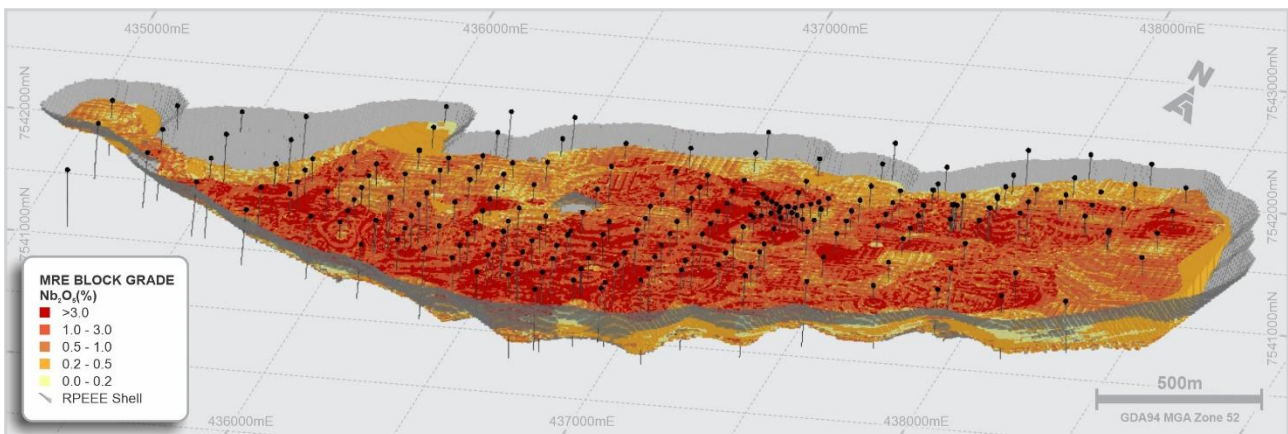 435000mE
436000mE
437000mE
438000mE
7542000mN
7543000mN
N
7541000mN
7542000mN
MRE BLOCK GRADE
Nb₂O₅(%)
>3.0
1.0 - 3.0
0.5 - 1.0
0.2 - 0.5
0.0 - 0.2
RPEEE Shell
7541000mN
500m
GDA94 MGA Zone 52
436000mE
437000mE
438000mE